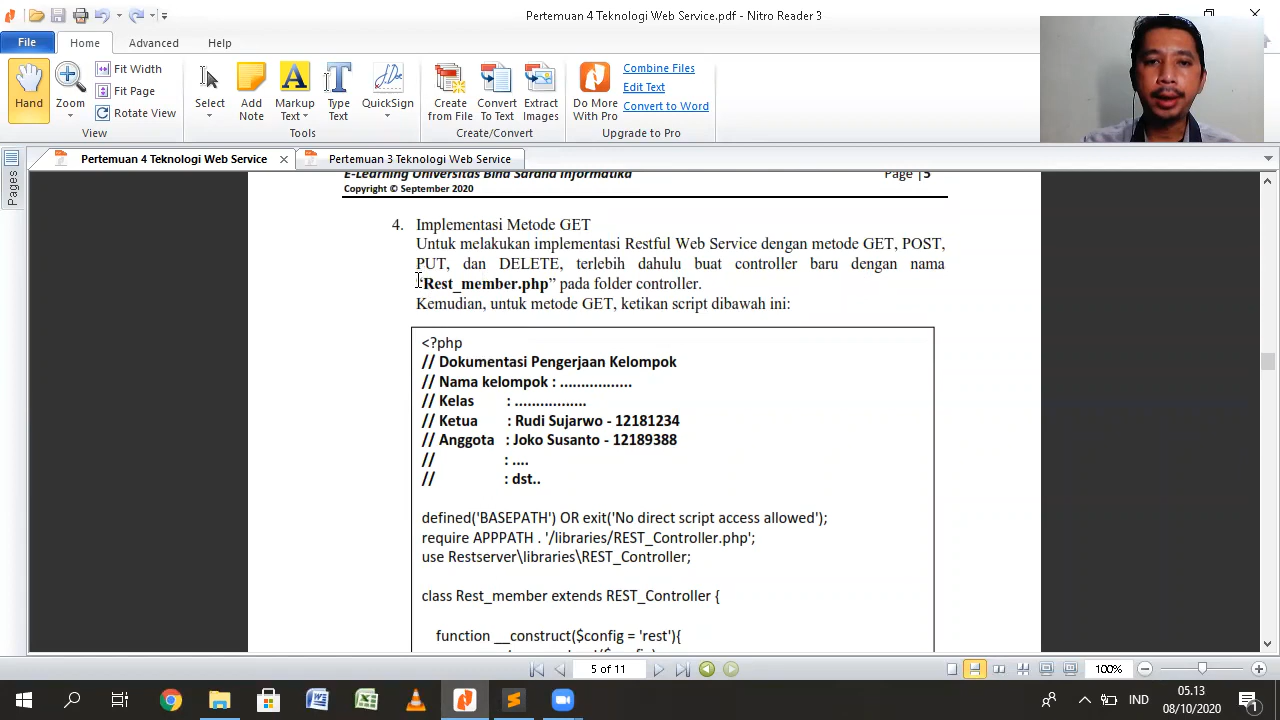 Pertemuan 4 Teknologi Web Service.pdf - Nitro Reader 3
File Home Advanced Help
Hand
Zoom
Fit Width
Fit Page
Rotate View
View
Select
Add Note
Markup Text
Type Text
QuickSign
Tools
Create from File
Convert To Text
Extract Images
Create/Convert
Do More With Pro
Combine Files
Edit Text
Convert to Word
Upgrade to Pro
Pertemuan 4 Teknologi Web Service
Pertemuan 3 Teknologi Web Service
Pages
E-Learning Universitas Bina Sarana Informatika Page |5
Copyright © September 2020
4. Implementasi Metode GET
Untuk melakukan implementasi Restful Web Service dengan metode GET, POST,
PUT, dan DELETE, terlebih dahulu buat controller baru dengan nama
“Rest_member.php” pada folder controller.
Kemudian, untuk metode GET, ketikan script dibawah ini:
<?php
// Dokumentasi Pengerjaan Kelompok
// Nama kelompok : .................
// Kelas : .................
// Ketua : Rudi Sujarwo - 12181234
// Anggota : Joko Susanto - 12189388
// : ....
// : dst..
defined('BASEPATH') OR exit('No direct script access allowed');
require APPPATH . '/libraries/REST_Controller.php';
use Restserver\libraries\REST_Controller;
class Rest_member extends REST_Controller {
function __construct($config = 'rest'){
5 of 11
100%
IND
05.13
08/10/2020